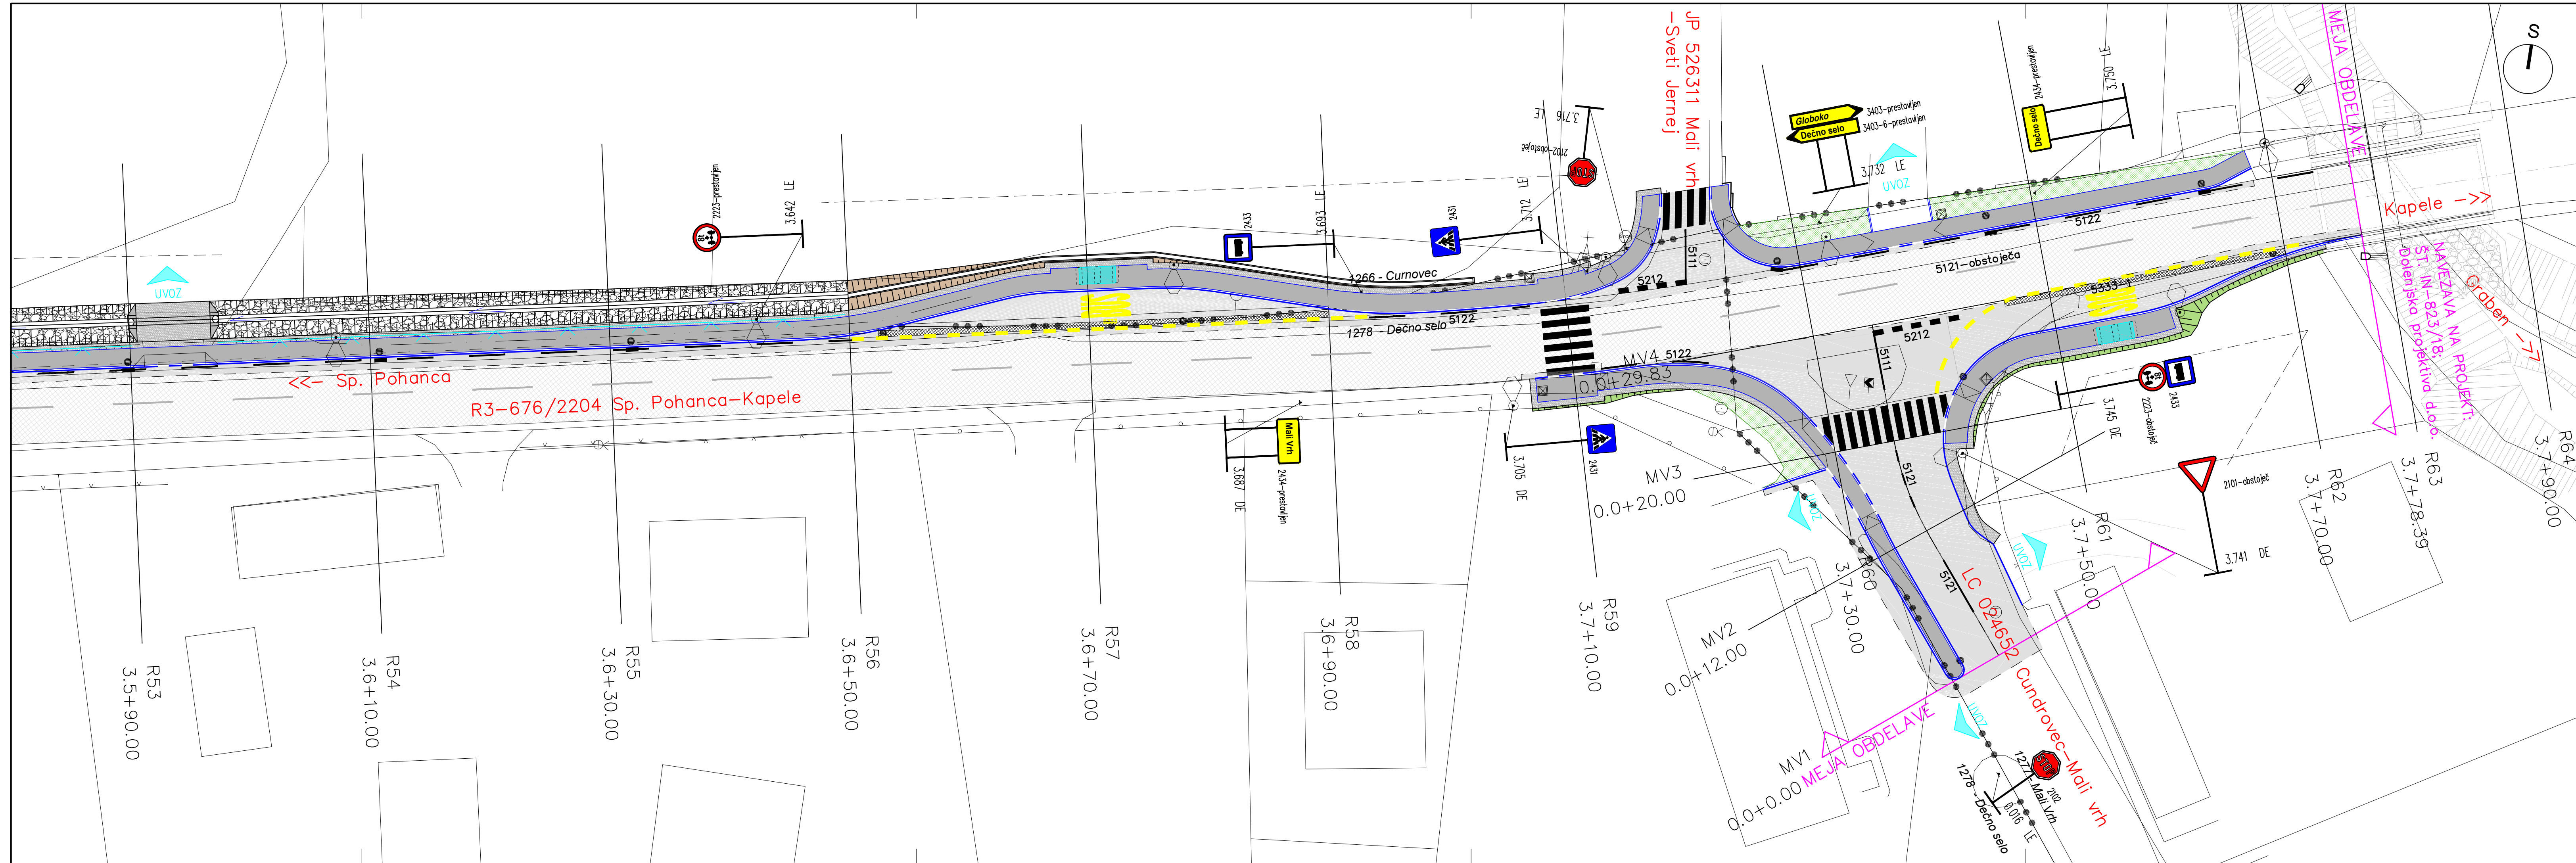 JP 526311 Mali vrh
-Sveti Jernej
MEJA OBDELAVE
S
2223-prestavljen
18
3.642 LE
2433
3.693 LE
2431
3.712 LE
3.716 LE
2102-obstoječ
STOP
Globoko
Dečno selo
3403-prestavljen
3403-6-prestavljen
3.732 LE
UVOZ
2434-prestavljen
Dečno selo
3.750 LE
UVOZ
Kapele ->>
1266 - Curnovec
1278 - Dečno selo
5122
5212
5111
5122
5121-obstoječa
5333-1
5212
5111
5122
MV4
0.0+29.83
<<- Sp. Pohanca
R3-676/2204 Sp. Pohanca-Kapele
NAVEZAVA NA PROJEKT:
ŠT. IN-823/18;
Dolenjska projektiva d.o.o.
Graben ->>
Mali Vrh
2434-prestavljen
3.687 DE
3.705 DE
2431
2223-obstoječ
18
2433
3.745 DE
2101-obstoječ
3.741 DE
MV3
0.0+20.00
5121
UVOZ
UVOZ
5121
MV2
0.0+12.00
MV1
0.0+0.00
MEJA OBDELAVE
LC 024652 Cundrovec-Mali vrh
UVOZ
STOP
2102
0.016 LE
1277 - Mali Vrh
1278 - Dečno selo
R53
3.5+90.00
R54
3.6+10.00
R55
3.6+30.00
R56
3.6+50.00
R57
3.6+70.00
R58
3.6+90.00
R59
3.7+10.00
R60
3.7+30.00
R61
3.7+50.00
R62
3.7+70.00
R63
3.7+78.39
R64
3.7+90.00